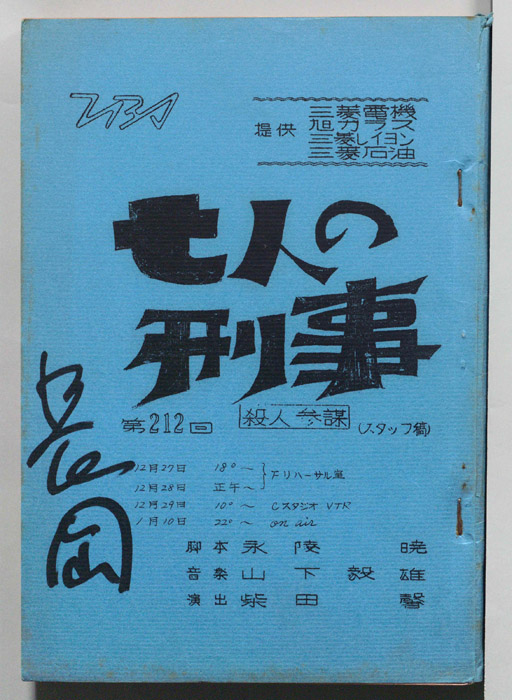 提供
三菱電機
旭ガラス
三菱レイヨン
三菱石油
七人の
刑事
第212回 殺人参謀 (スタッフ稿)
12月27日 18°〜
12月28日 正午〜 Fリハーサル室
12月29日 10°〜 Cスタジオ VTR
1月10日 22°〜 on air
脚本 永陵 暁
音楽 山下毅雄
演出 柴田 馨